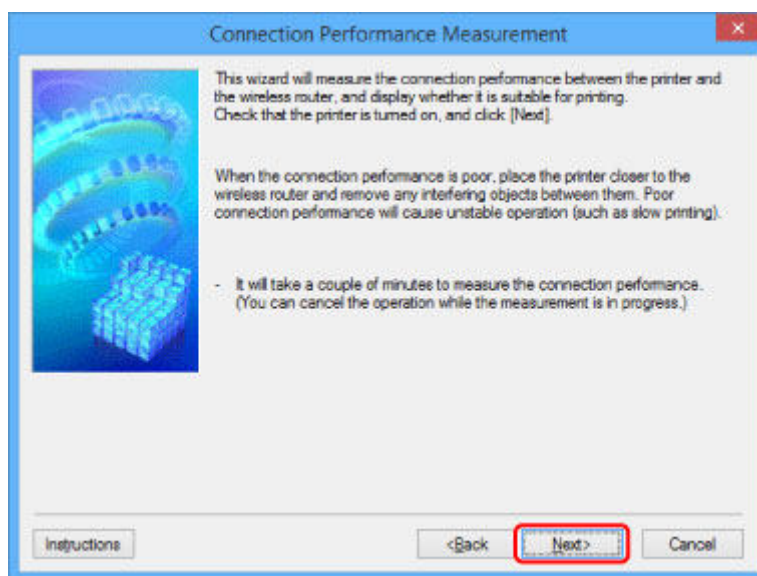 Connection Performance Measurement
This wizard will measure the connection performance between the printer and
the wireless router, and display whether it is suitable for printing.
Check that the printer is turned on, and click [Next].
When the connection performance is poor, place the printer closer to the
wireless router and remove any interfering objects between them. Poor
connection performance will cause unstable operation (such as slow printing).
- It will take a couple of minutes to measure the connection performance.
(You can cancel the operation while the measurement is in progress.)
Instructions <Back Next> Cancel